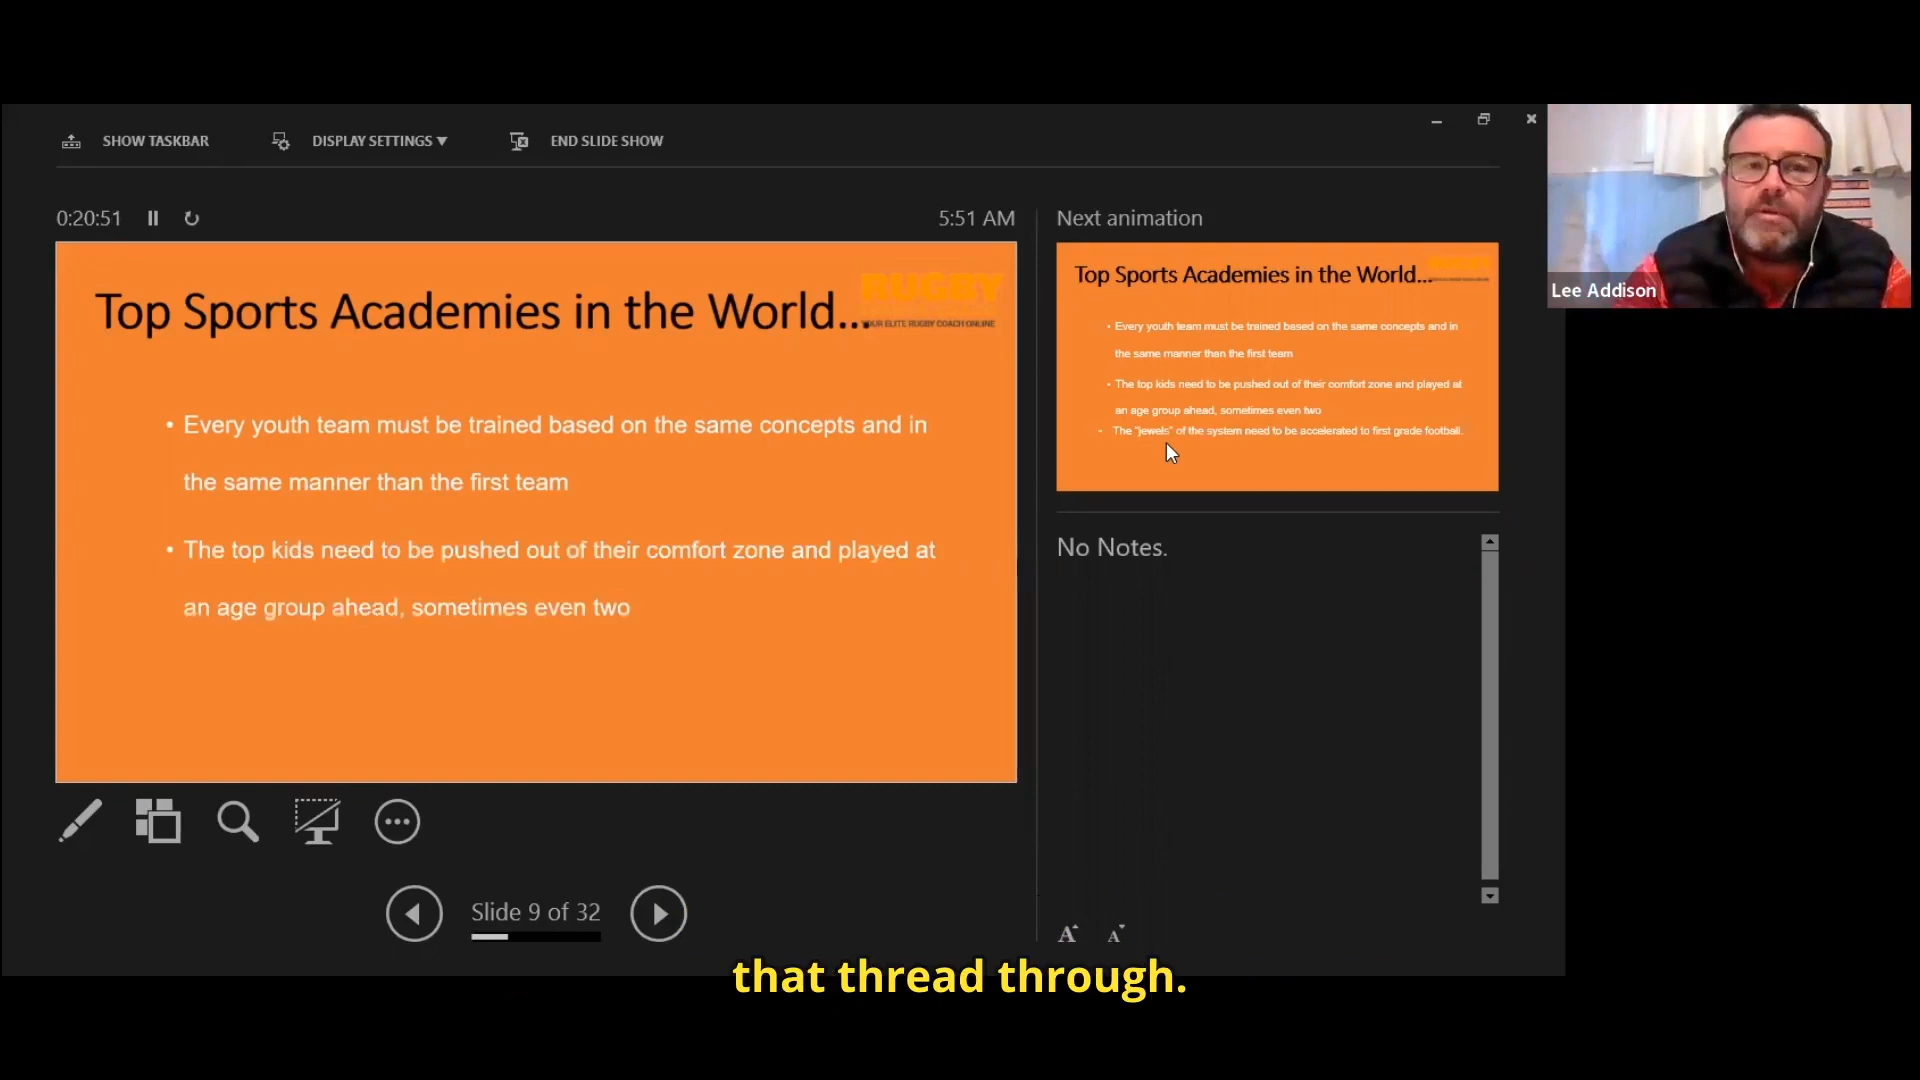 SHOW TASKBAR
DISPLAY SETTINGS
END SLIDE SHOW
0:20:51
5:51 AM
Top Sports Academies in the World...
RUGBY
YOUR ELITE RUGBY COACH ONLINE
• Every youth team must be trained based on the same concepts and in
the same manner than the first team
• The top kids need to be pushed out of their comfort zone and played at
an age group ahead, sometimes even two
Slide 9 of 32
Next animation
Top Sports Academies in the World...
• Every youth team must be trained based on the same concepts and in
the same manner than the first team
• The top kids need to be pushed out of their comfort zone and played at
an age group ahead, sometimes even two
• The "jewels" of the system need to be accelerated to first grade football.
No Notes.
A A
Lee Addison
that thread through.